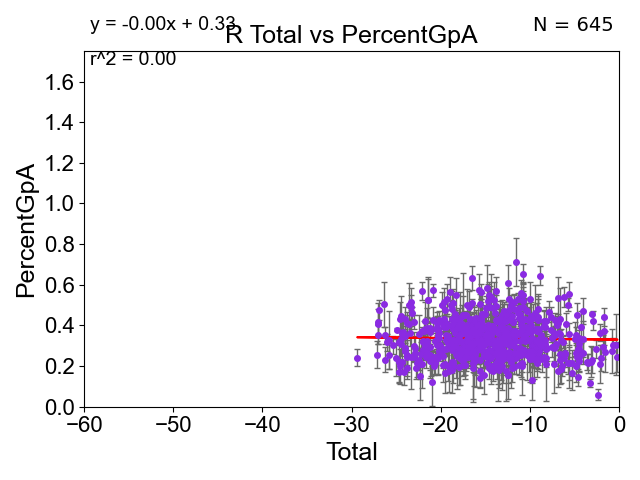 y = -0.00x + 0.33
R Total vs PercentGpA
N = 645
r^2 = 0.00
PercentGpA
1.6
1.4
1.2
1.0
0.8
0.6
0.4
0.2
0.0
−60 −50 −40 −30 −20 −10 0
Total